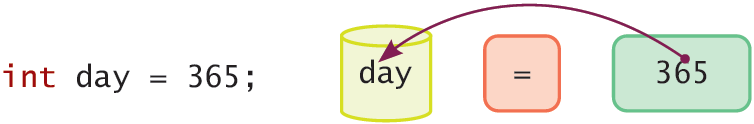 int day = 365; day = 365